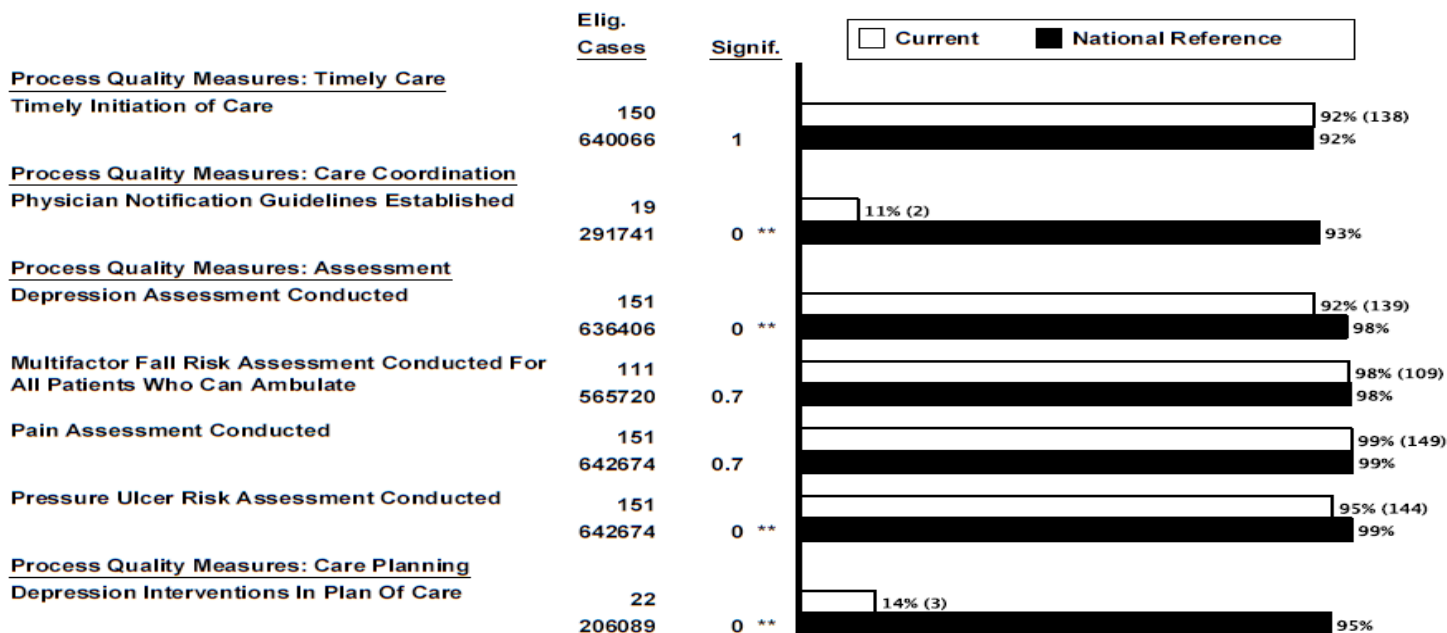 Elig.
Cases Signif. Current National Reference
Process Quality Measures: Timely Care
Timely Initiation of Care
150 92% (138)
640066 1 92%
Process Quality Measures: Care Coordination
Physician Notification Guidelines Established
19 11% (2)
291741 0 ** 93%
Process Quality Measures: Assessment
Depression Assessment Conducted
151 92% (139)
636406 0 ** 98%
Multifactor Fall Risk Assessment Conducted For
All Patients Who Can Ambulate
111 98% (109)
565720 0.7 98%
Pain Assessment Conducted
151 99% (149)
642674 0.7 99%
Pressure Ulcer Risk Assessment Conducted
151 95% (144)
642674 0 ** 99%
Process Quality Measures: Care Planning
Depression Interventions In Plan Of Care
22 14% (3)
206089 0 ** 95%